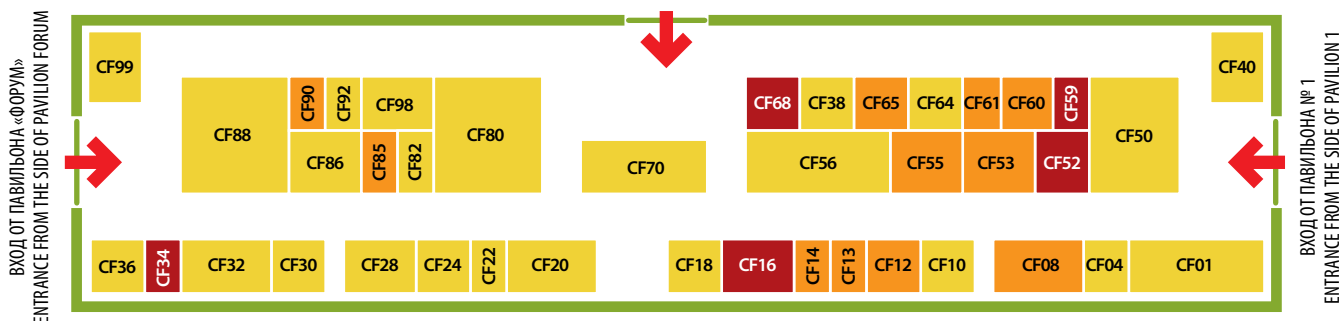 ВХОД ОТ ПАВИЛЬОНА «ФОРУМ»
ENTRANCE FROM THE SIDE OF PAVILION FORUM
CF99
CF40
CF88
CF90
CF92
CF98
CF86
CF85
CF82
CF80
CF70
CF68
CF38
CF65
CF64
CF61
CF60
CF59
CF56
CF55
CF53
CF52
CF50
CF36
CF34
CF32
CF30
CF28
CF24
CF22
CF20
CF18
CF16
CF14
CF13
CF12
CF10
CF08
CF04
CF01
ВХОД ОТ ПАВИЛЬОНА № 1
ENTRANCE FROM THE SIDE OF PAVILION 1